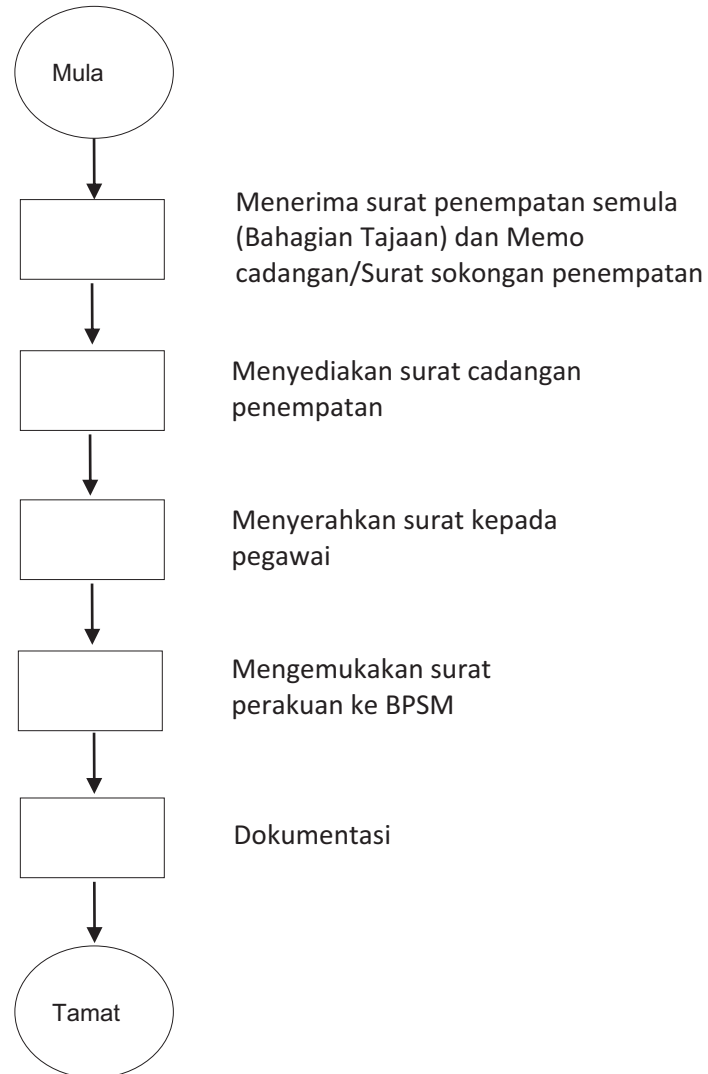 Mula
Menerima surat penempatan semula
(Bahagian Tajaan) dan Memo
cadangan/Surat sokongan penempatan
Menyediakan surat cadangan
penempatan
Menyerahkan surat kepada
pegawai
Mengemukakan surat
perakuan ke BPSM
Dokumentasi
Tamat